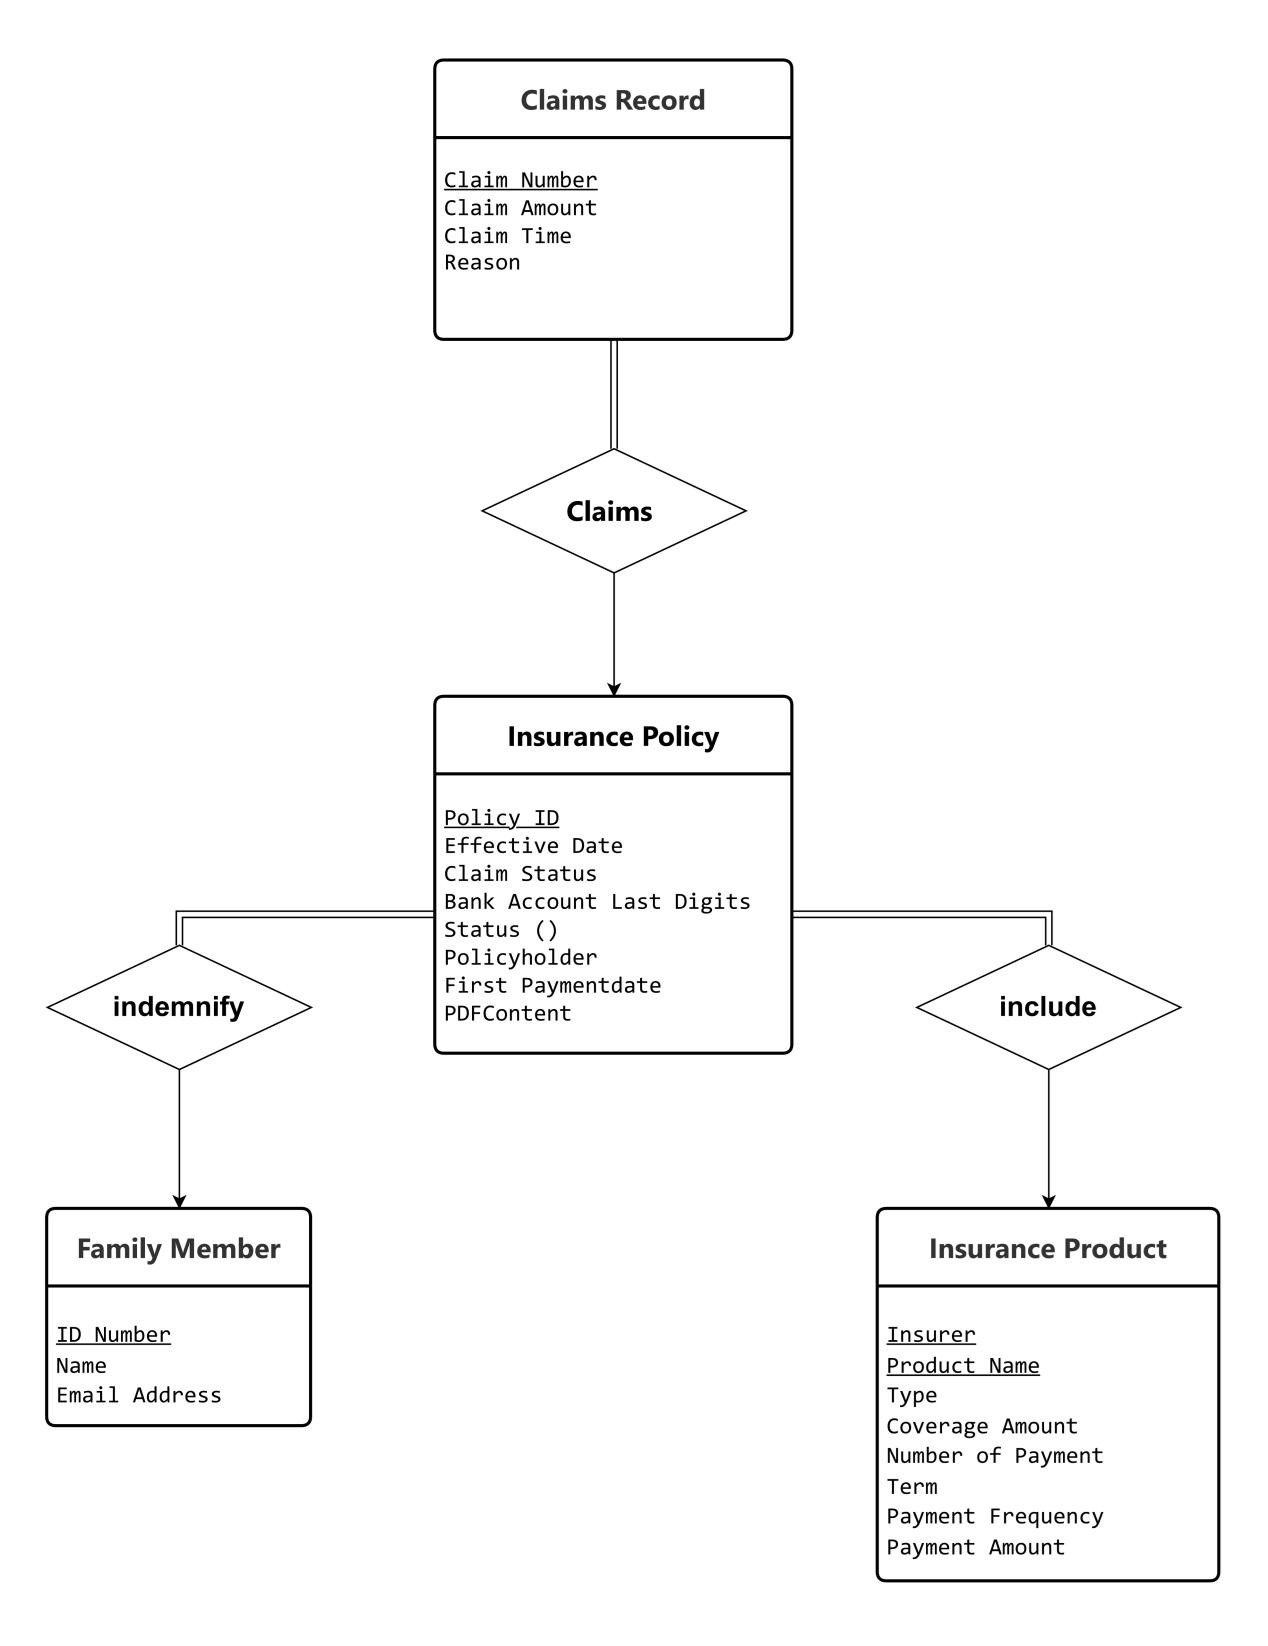 Claims Record
Claim Number
Claim Amount
Claim Time
Reason
Claims
Insurance Policy
Policy ID
Effective Date
Claim Status
Bank Account Last Digits
Status ()
Policyholder
First Paymentdate
PDFContent
indemnify
include
Family Member
ID Number
Name
Email Address
Insurance Product
Insurer
Product Name
Type
Coverage Amount
Number of Payment
Term
Payment Frequency
Payment Amount